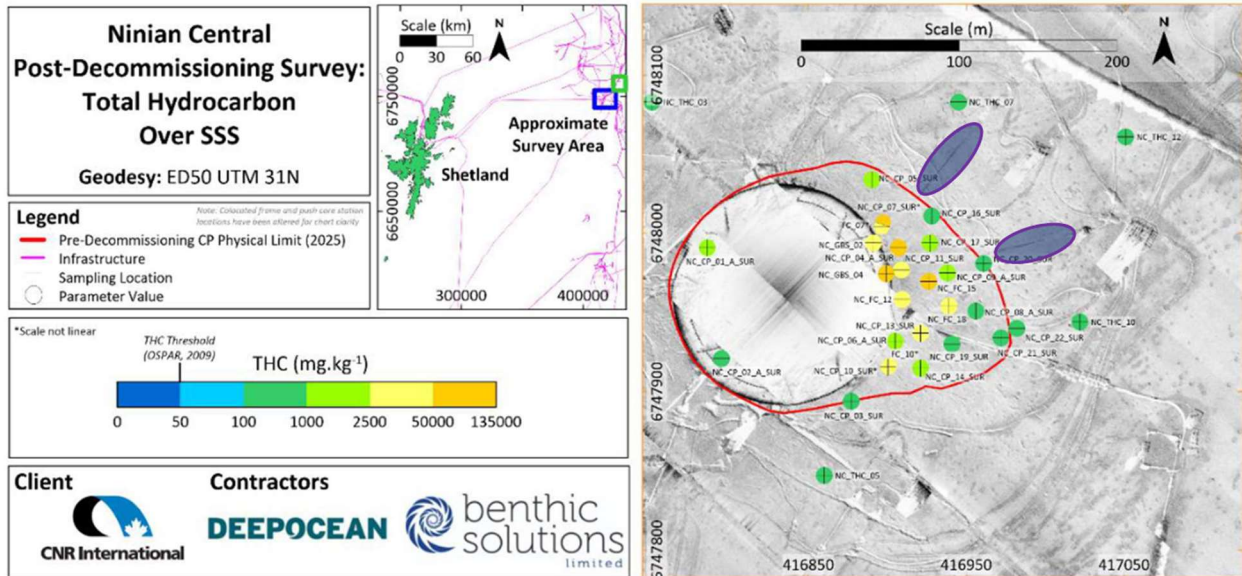 Ninian Central
Post-Decommissioning Survey:
Total Hydrocarbon
Over SSS
Geodesy: ED50 UTM 31N
Legend
Note: Colocated frame and push core station
locations have been altered for chart clarity
Pre-Decommissioning CP Physical Limit (2025)
Infrastructure
Sampling Location
Parameter Value
*Scale not linear
THC Threshold
(OSPAR, 2009)
THC (mg.kg-1)
0 50 100 1000 2500 50000 135000
Client
Contractors
CNR International
DEEPOCEAN
benthic
solutions
limited
Scale (km)
0 30 60
N
6750000
6650000
Approximate
Survey Area
Shetland
300000 400000
Scale (m)
0 100 200
N
6748100
6748000
6747900
6747800
NC_THC_03
NC_THC_07
NC_THC_12
NC_CP_05_SUR
NC_CP_07_SUR*
FC_07*
NC_CP_16_SUR
NC_GBS_02
NC_CP_17_SUR
NC_CP_01_A_SUR
NC_CP_04_A_SUR
NC_CP_11_SUR
NC_CP_20_SUR
NC_GBS_04
NC_CP_09_A_SUR
NC_FC_15
NC_FC_12
NC_FC_18
NC_CP_08_A_SUR
NC_THC_10
NC_CP_13_SUR
NC_CP_22_SUR
NC_CP_06_A_SUR
NC_CP_21_SUR
FC_10*
NC_CP_19_SUR
NC_CP_02_A_SUR
NC_CP_10_SUR*
NC_CP_14_SUR
NC_CP_03_SUR
NC_THC_05
416850 416950 417050